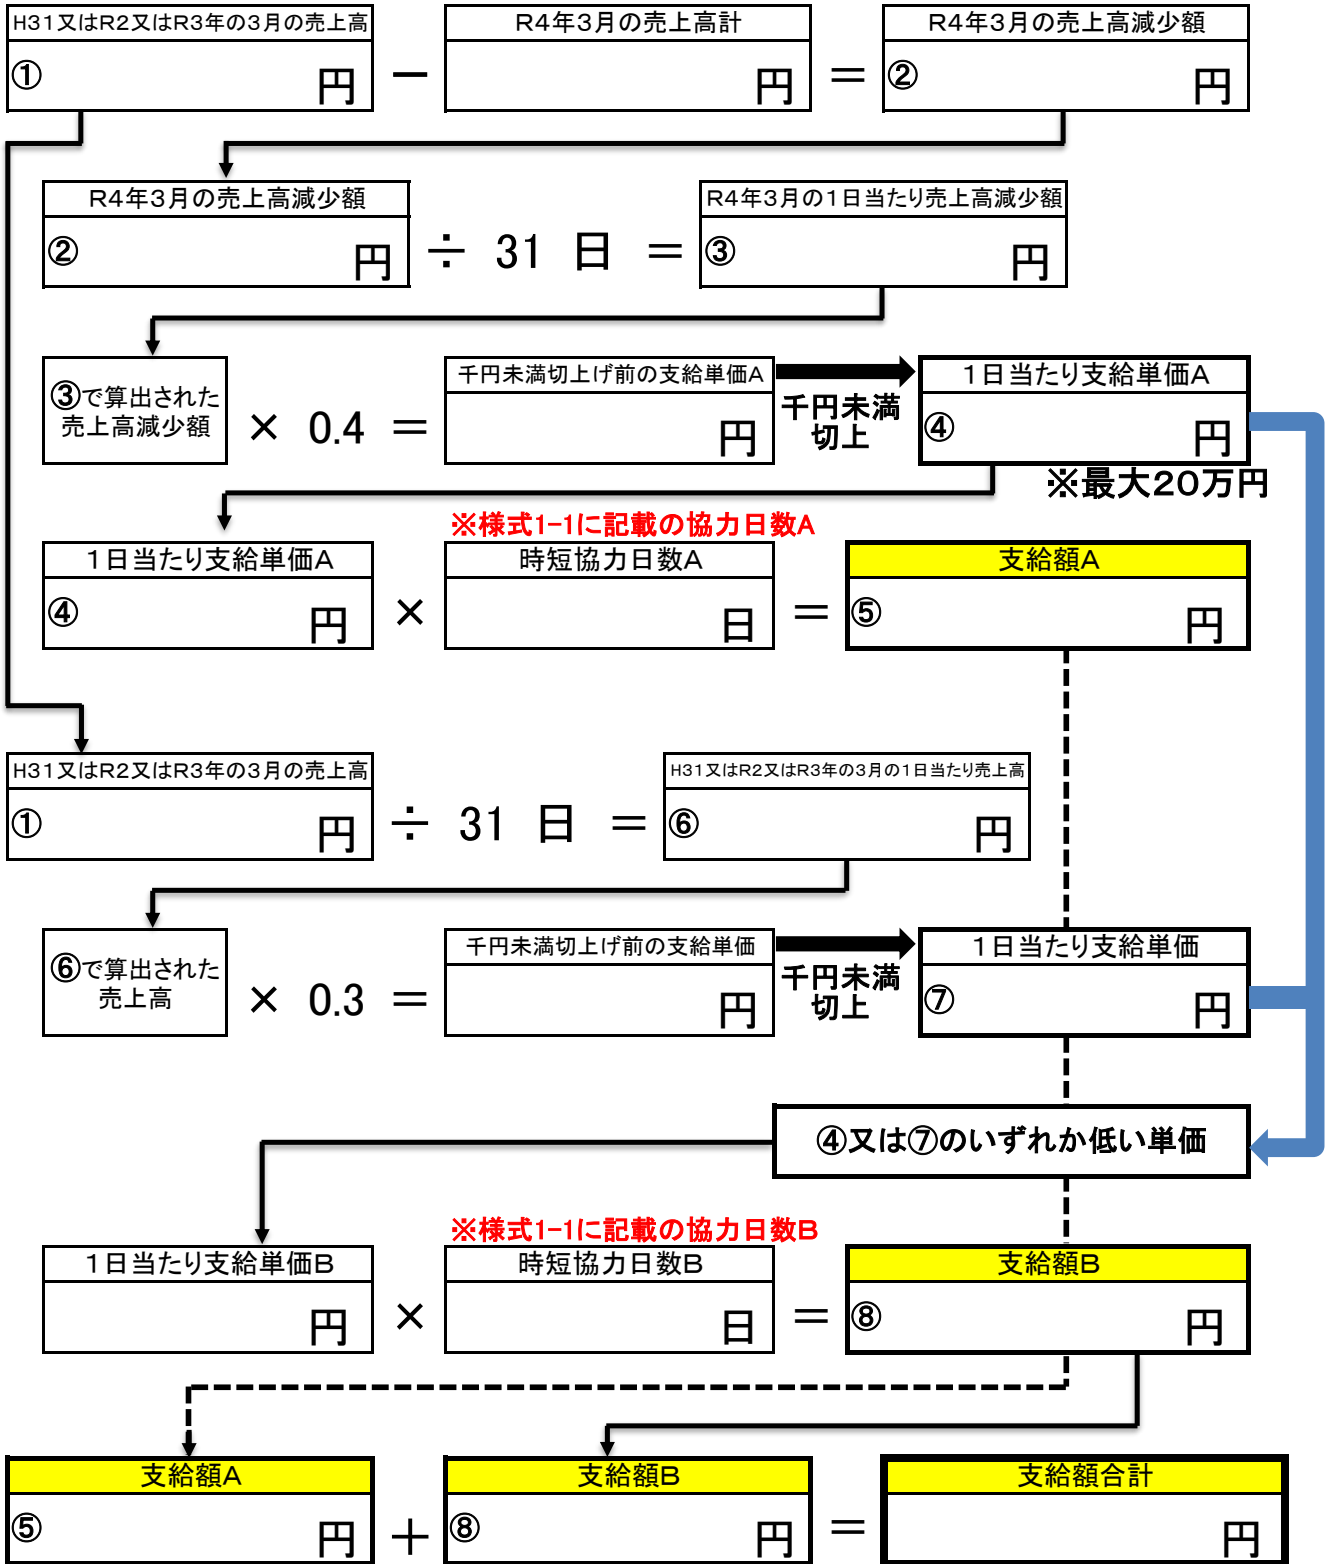 H31又はR2又はR3年の3月の売上高
R4年3月の売上高計
R4年3月の売上高減少額
① 円 － 円 ＝ ② 円
R4年3月の売上高減少額
R4年3月の1日当たり売上高減少額
② 円 ÷ 31 日 ＝ ③ 円
③で算出された
売上高減少額
× 0.4 ＝
千円未満切上げ前の支給単価A
円
千円未満
切上
1日当たり支給単価A
④ 円
※最大20万円
※様式1-1に記載の協力日数A
1日当たり支給単価A
時短協力日数A
支給額A
④ 円 × 日 ＝ ⑤ 円
H31又はR2又はR3年の3月の売上高
H31又はR2又はR3年の3月の1日当たり売上高
① 円 ÷ 31 日 ＝ ⑥ 円
⑥で算出された
売上高
× 0.3 ＝
千円未満切上げ前の支給単価
円
千円未満
切上
1日当たり支給単価
⑦ 円
④又は⑦のいずれか低い単価
※様式1-1に記載の協力日数B
1日当たり支給単価B
時短協力日数B
支給額B
円 × 日 ＝ ⑧ 円
支給額A
支給額B
支給額合計
⑤ 円 ＋ ⑧ 円 ＝ 円